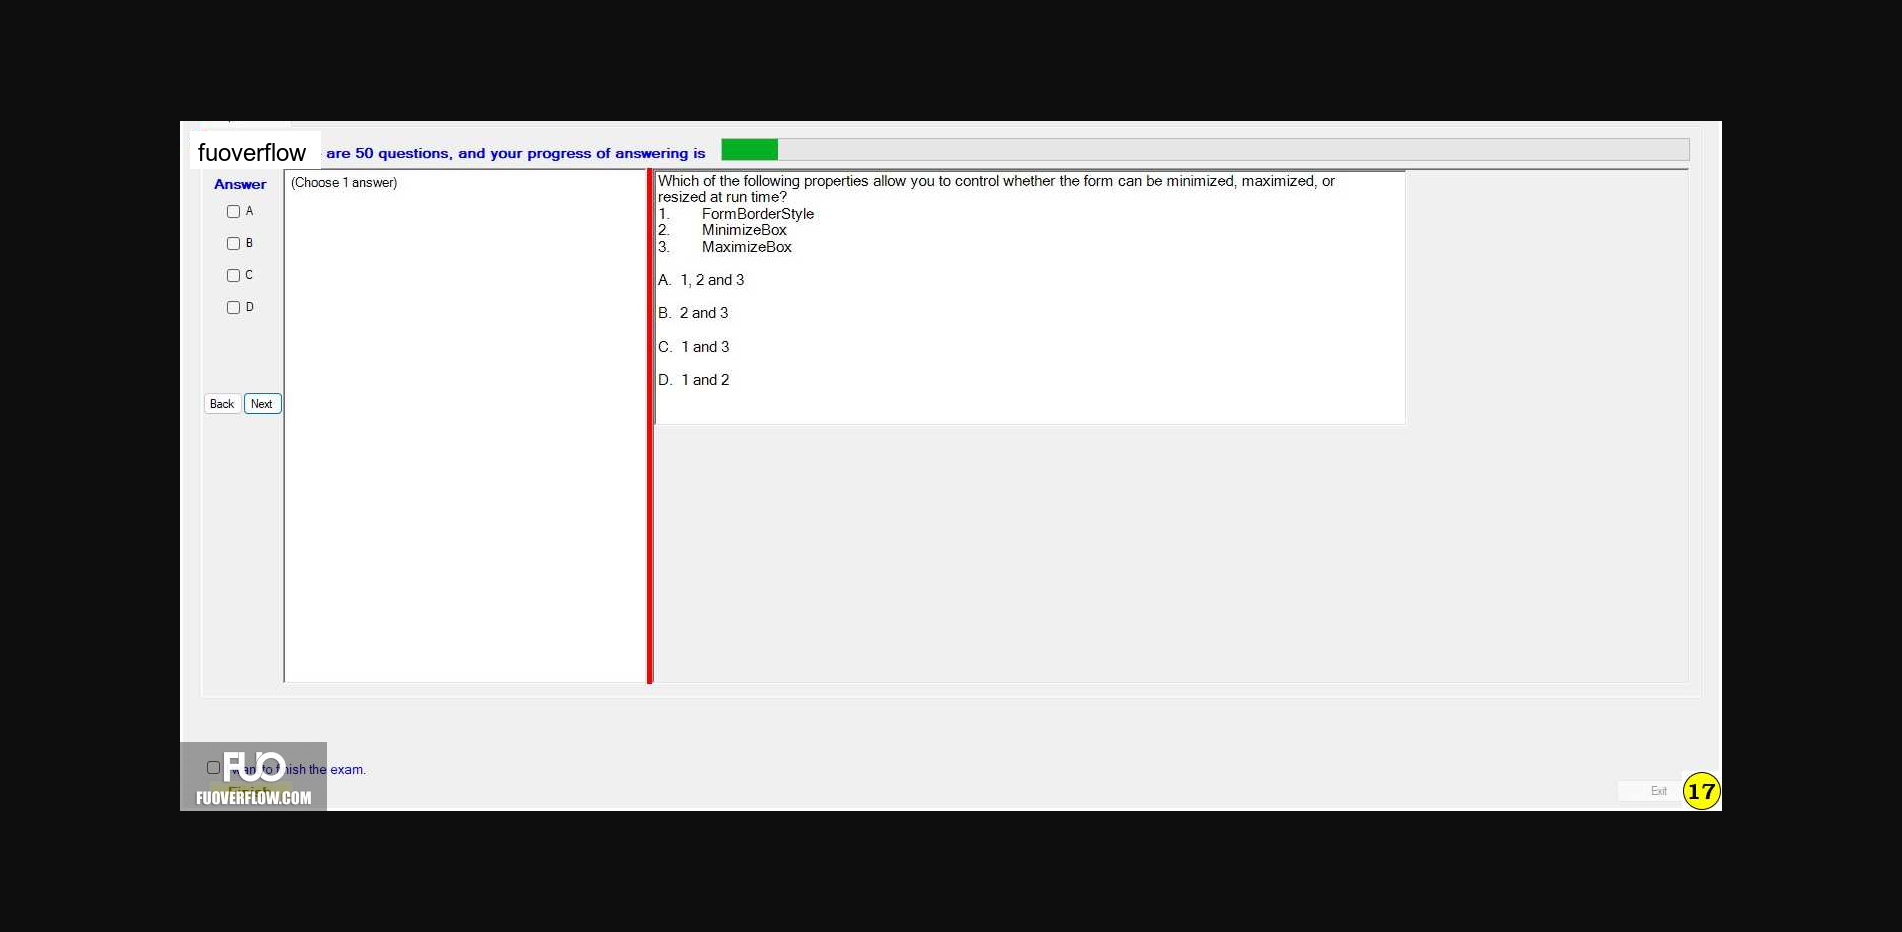 fuoverflow are 50 questions, and your progress of answering is
Answer
(Choose 1 answer)
A
B
C
D
Back Next
Which of the following properties allow you to control whether the form can be minimized, maximized, or
resized at run time?
1. FormBorderStyle
2. MinimizeBox
3. MaximizeBox
A. 1, 2 and 3
B. 2 and 3
C. 1 and 3
D. 1 and 2
want to finish the exam.
Finish
FUO
FUOVERFLOW.COM
Exit
17